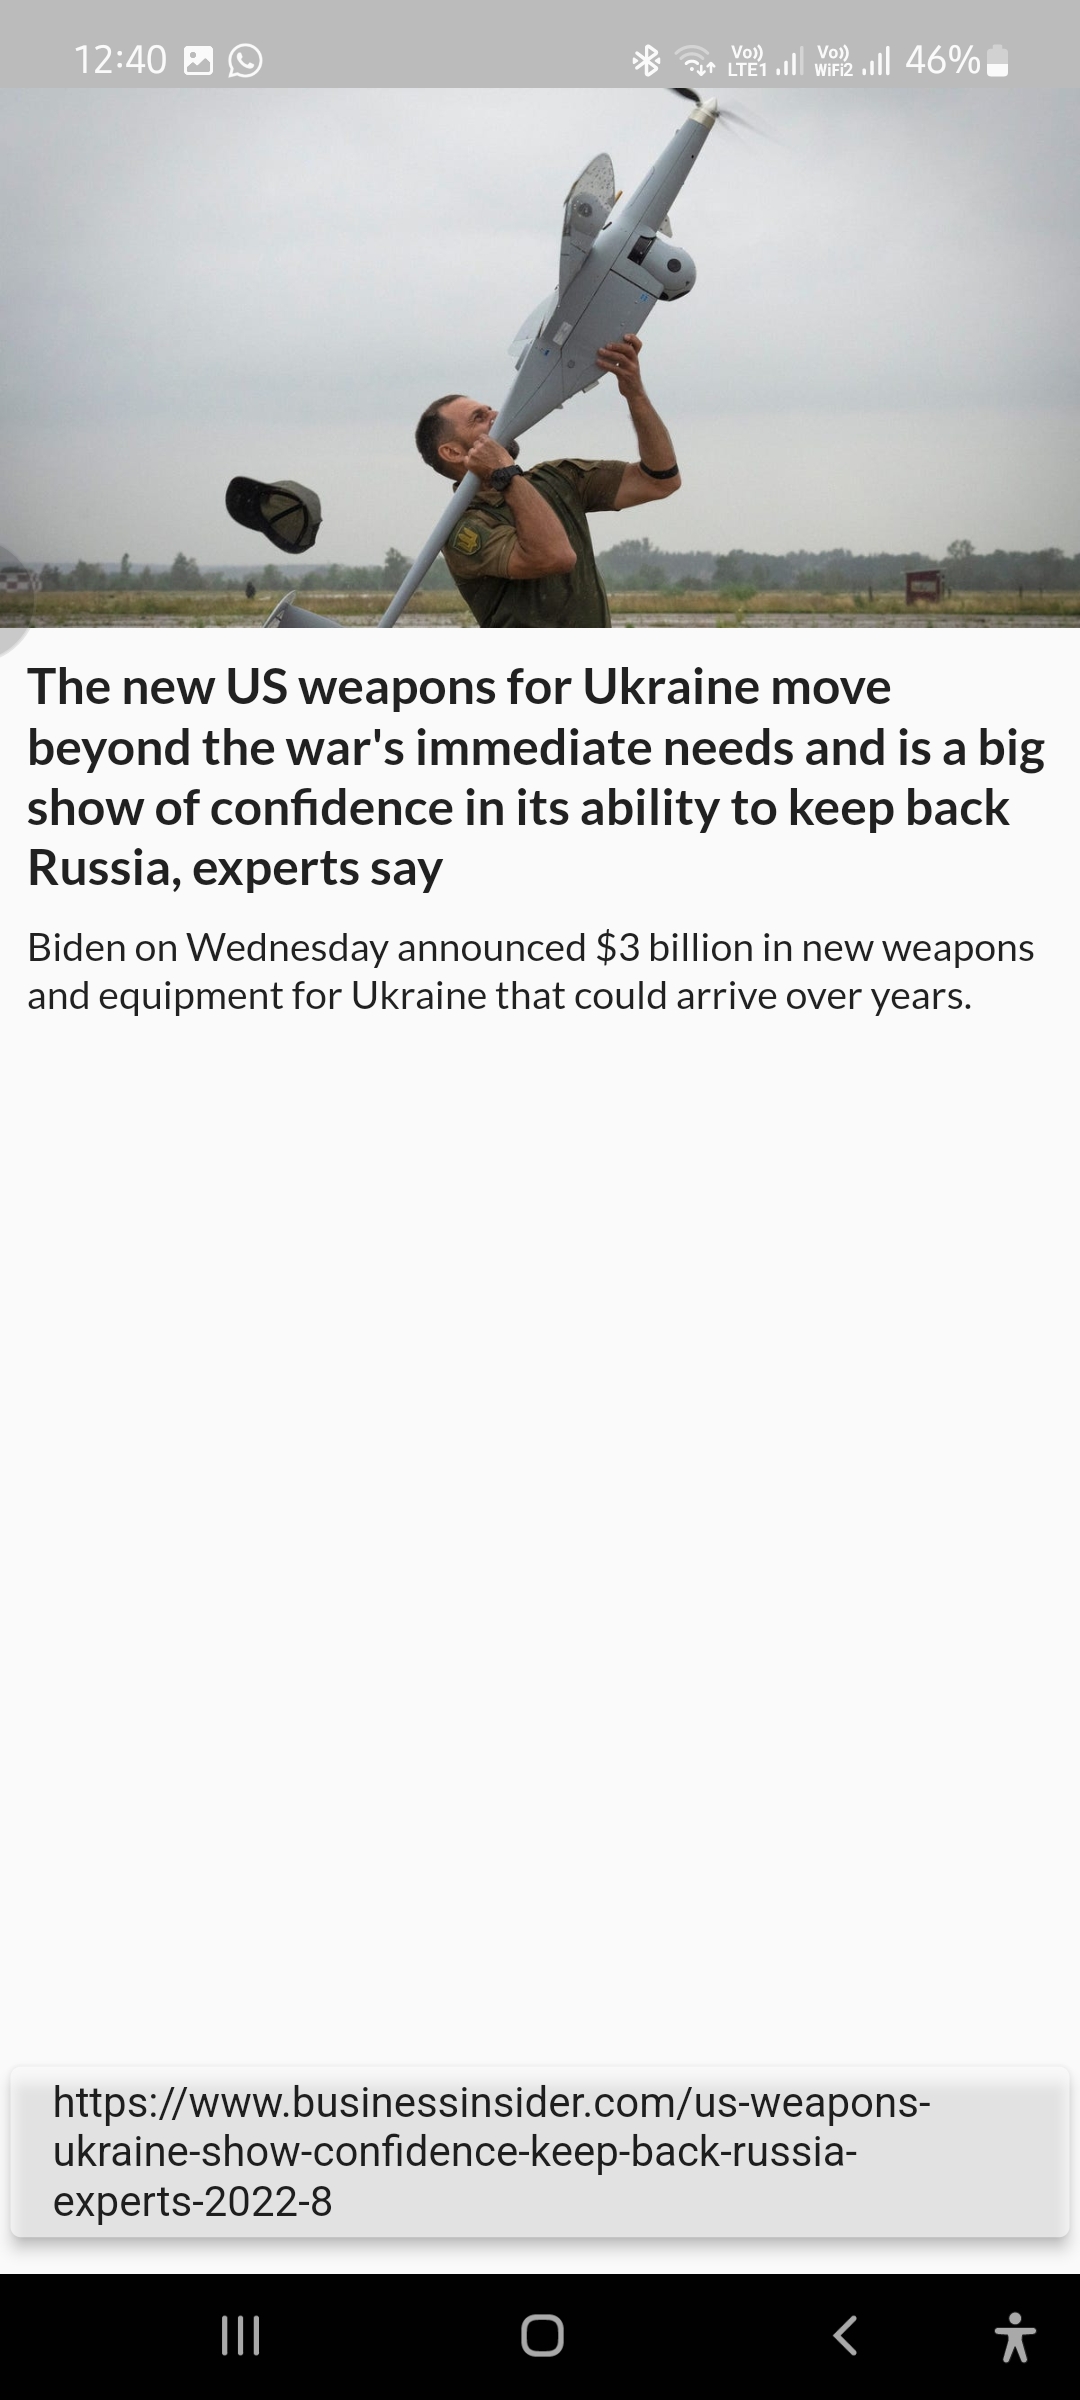 12:40
Vo)) LTE1 Vo)) WiFi2 46%
The new US weapons for Ukraine move
beyond the war's immediate needs and is a big
show of confidence in its ability to keep back
Russia, experts say
Biden on Wednesday announced $3 billion in new weapons
and equipment for Ukraine that could arrive over years.
https://www.businessinsider.com/us-weapons-
ukraine-show-confidence-keep-back-russia-
experts-2022-8